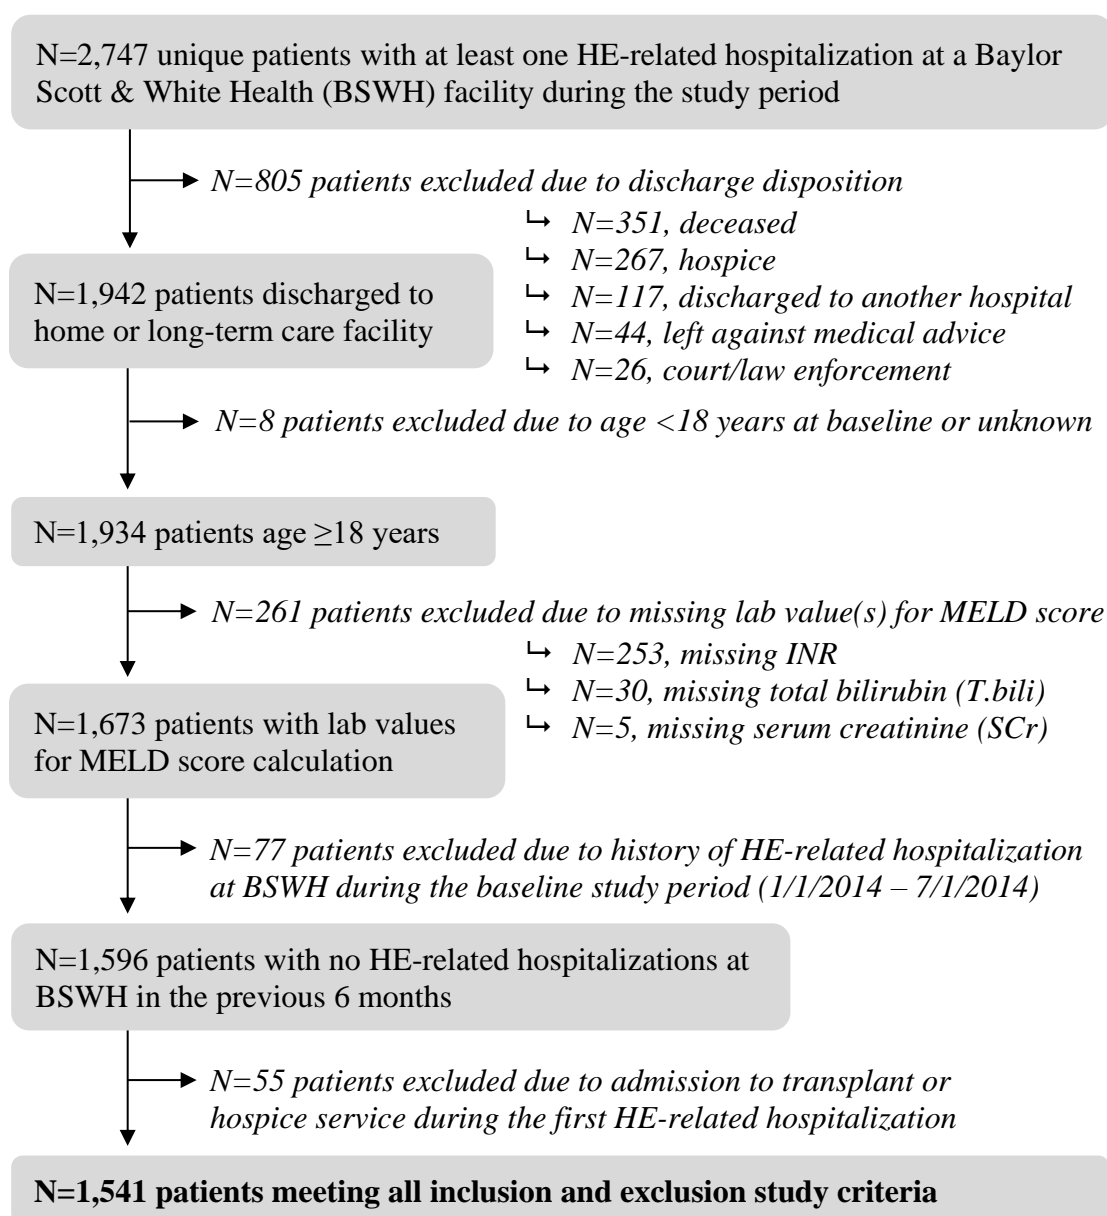 N=2,747 unique patients with at least one HE-related hospitalization at a Baylor
Scott & White Health (BSWH) facility during the study period
N=805 patients excluded due to discharge disposition
↳ N=351, deceased
↳ N=267, hospice
↳ N=117, discharged to another hospital
↳ N=44, left against medical advice
↳ N=26, court/law enforcement
N=1,942 patients discharged to
home or long-term care facility
N=8 patients excluded due to age <18 years at baseline or unknown
N=1,934 patients age ≥18 years
N=261 patients excluded due to missing lab value(s) for MELD score
↳ N=253, missing INR
↳ N=30, missing total bilirubin (T.bili)
↳ N=5, missing serum creatinine (SCr)
N=1,673 patients with lab values
for MELD score calculation
N=77 patients excluded due to history of HE-related hospitalization
at BSWH during the baseline study period (1/1/2014 – 7/1/2014)
N=1,596 patients with no HE-related hospitalizations at
BSWH in the previous 6 months
N=55 patients excluded due to admission to transplant or
hospice service during the first HE-related hospitalization
N=1,541 patients meeting all inclusion and exclusion study criteria